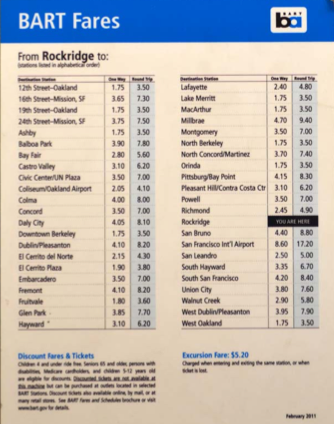 BART Fares
BART
ba
From Rockridge to:
(stations listed in alphabetical order)
Destination Station One Way Round Trip
12th Street–Oakland 1.75 3.50
16th Street–Mission, SF 3.65 7.30
19th Street–Oakland 1.75 3.50
24th Street–Mission, SF 3.75 7.50
Ashby 1.75 3.50
Balboa Park 3.90 7.80
Bay Fair 2.80 5.60
Castro Valley 3.10 6.20
Civic Center/UN Plaza 3.50 7.00
Coliseum/Oakland Airport 2.05 4.10
Colma 4.00 8.00
Concord 3.50 7.00
Daly City 4.05 8.10
Downtown Berkeley 1.75 3.50
Dublin/Pleasanton 4.10 8.20
El Cerrito del Norte 2.15 4.30
El Cerrito Plaza 1.90 3.80
Embarcadero 3.50 7.00
Fremont 4.10 8.20
Fruitvale 1.80 3.60
Glen Park 3.85 7.70
Hayward 3.10 6.20
Destination Station One Way Round Trip
Lafayette 2.40 4.80
Lake Merritt 1.75 3.50
MacArthur 1.75 3.50
Millbrae 4.70 9.40
Montgomery 3.50 7.00
North Berkeley 1.75 3.50
North Concord/Martinez 3.70 7.40
Orinda 1.75 3.50
Pittsburg/Bay Point 4.15 8.30
Pleasant Hill/Contra Costa Ctr 3.10 6.20
Powell 3.50 7.00
Richmond 2.45 4.90
Rockridge YOU ARE HERE
San Bruno 4.40 8.80
San Francisco Int'l Airport 8.60 17.20
San Leandro 2.50 5.00
South Hayward 3.35 6.70
South San Francisco 4.20 8.40
Union City 3.80 7.60
Walnut Creek 2.90 5.80
West Dublin/Pleasanton 3.95 7.90
West Oakland 1.75 3.50
Discount Fares & Tickets
Children 4 and under ride free. Seniors 65 and older, persons with
disabilities, Medicare cardholders, and children 5-12 years old
are eligible for discounts. Discounted tickets are not available at
this machine but can be purchased at outlets located in selected
BART Stations. Discount tickets also available online, by mail, or at
many retail stores. See BART Fares and Schedules brochure or visit
www.bart.gov for details.
Excursion Fare: $5.20
Charged when entering and exiting the same station, or when
ticket is lost.
February 2011